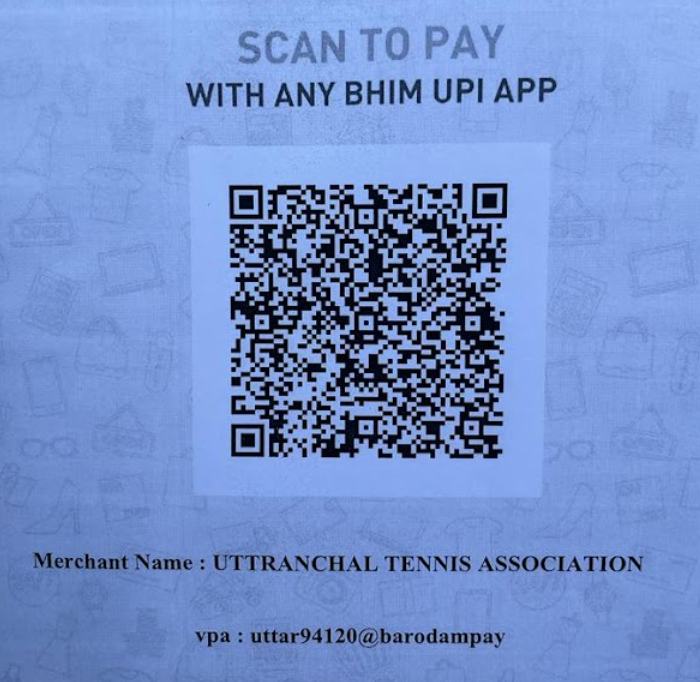 SCAN TO PAY
WITH ANY BHIM UPI APP
Merchant Name : UTTRANCHAL TENNIS ASSOCIATION
vpa : uttar94120@barodampay